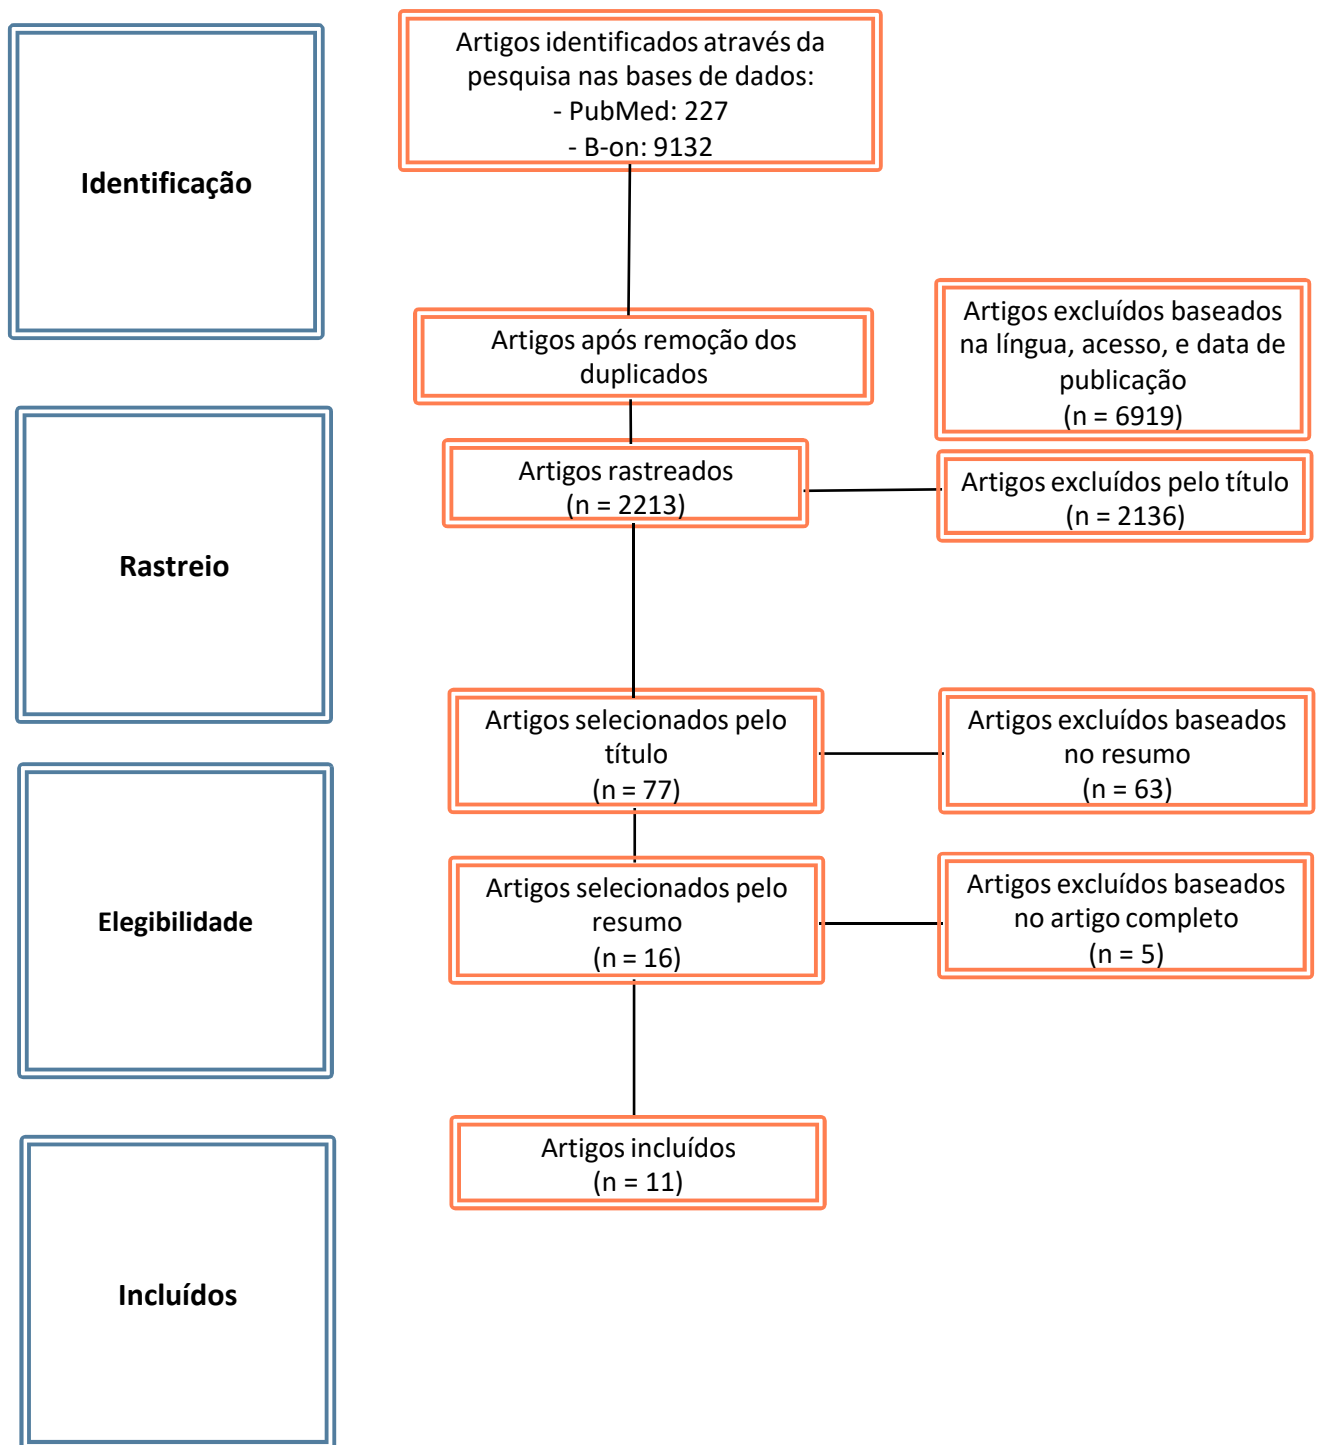 Identificação
Artigos identificados através da
pesquisa nas bases de dados:
- PubMed: 227
- B-on: 9132
Artigos após remoção dos
duplicados
Artigos excluídos baseados
na língua, acesso, e data de
publicação
(n = 6919)
Rastreio
Artigos rastreados
(n = 2213)
Artigos excluídos pelo título
(n = 2136)
Artigos selecionados pelo
título
(n = 77)
Artigos excluídos baseados
no resumo
(n = 63)
Elegibilidade
Artigos selecionados pelo
resumo
(n = 16)
Artigos excluídos baseados
no artigo completo
(n = 5)
Incluídos
Artigos incluídos
(n = 11)